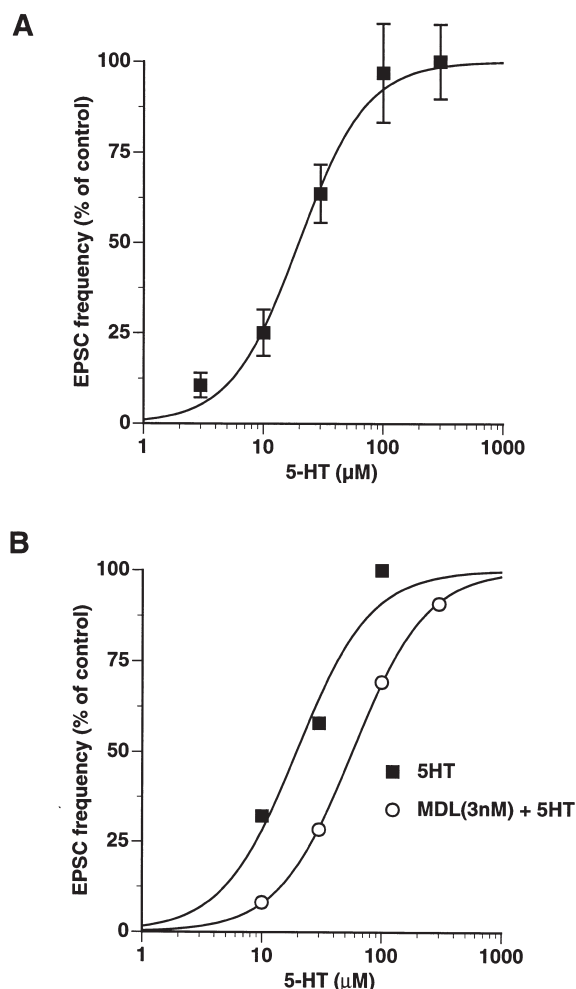 A
EPSC frequency (% of control)
100
75
50
25
0
1 10 100 1000
5-HT (µM)
B
EPSC frequency (% of control)
100
75
50
25
0
5HT
MDL(3nM) + 5HT
1 10 100 1000
5-HT (µM)